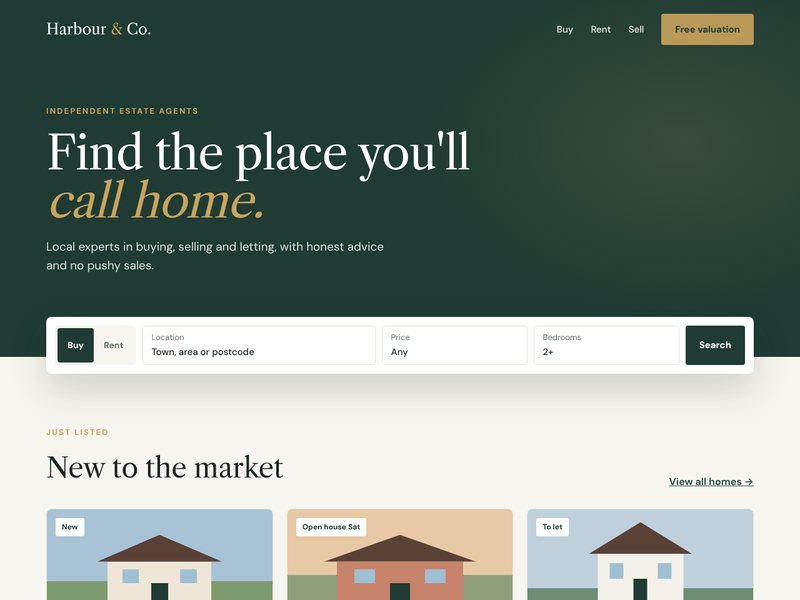 Harbour & Co.
Buy Rent Sell Free valuation
INDEPENDENT ESTATE AGENTS
Find the place you'll
call home.
Local experts in buying, selling and letting, with honest advice
and no pushy sales.
Buy Rent
Location
Town, area or postcode
Price
Any
Bedrooms
2+
Search
JUST LISTED
New to the market
View all homes →
New
Open house Sat
To let